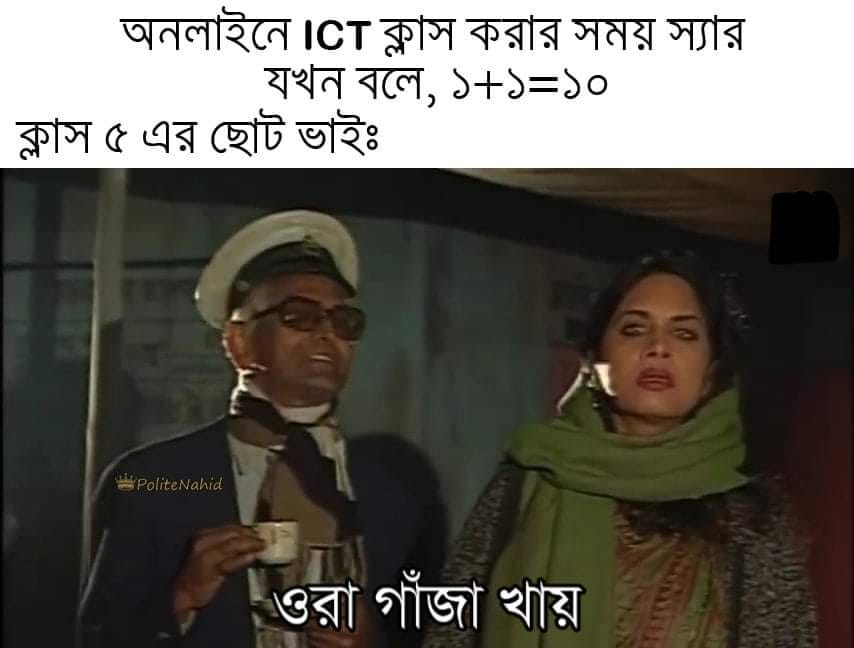 অনলাইনে ICT ক্লাস করার সময় স্যার
যখন বলে, ১+১=১০
ক্লাস ৫ এর ছোট ভাইঃ
PoliteNahid
ওরা গাঁজা খায়